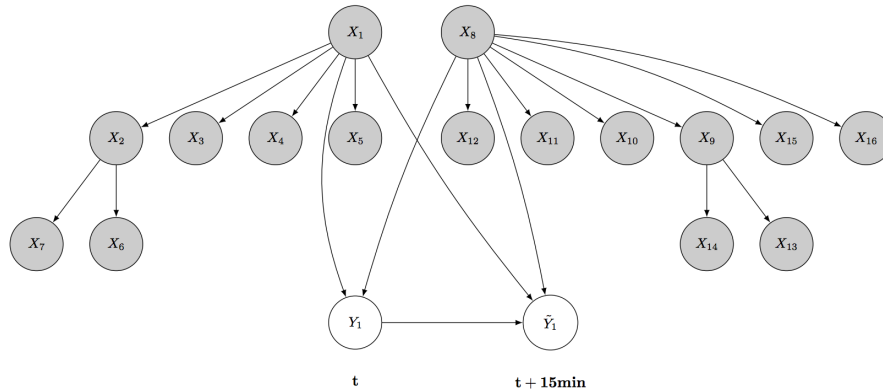 X₁ X₈
X₂ X₃ X₄ X₅ X₁₂ X₁₁ X₁₀ X₉ X₁₅ X₁₆
X₇ X₆ X₁₄ X₁₃
Y₁ Ỹ₁
t t + 15min